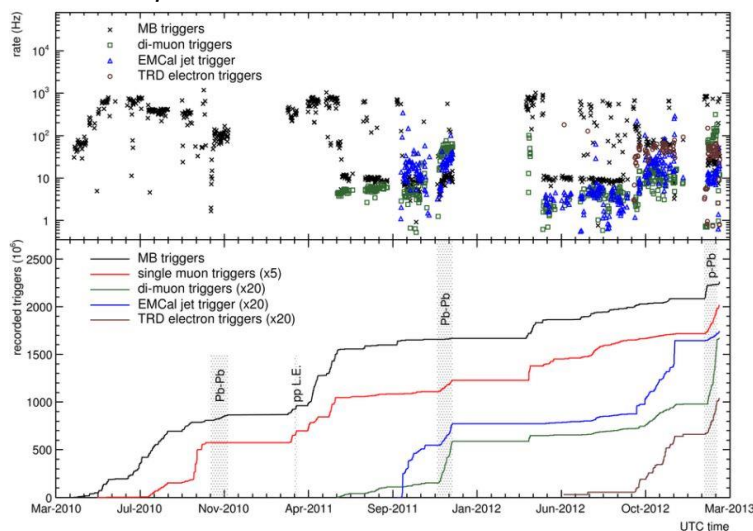 rate (Hz)
10⁴
10³
10²
10
1
MB triggers
di-muon triggers
EMCal jet trigger
TRD electron triggers
recorded triggers (10⁶)
2500
2000
1500
1000
500
0
MB triggers
single muon triggers (x5)
di-muon triggers (x20)
EMCal jet trigger (x20)
TRD electron triggers (x20)
Pb-Pb
pp L.E.
Pb-Pb
p-Pb
Mar-2010 Jul-2010 Nov-2010 Apr-2011 Sep-2011 Jan-2012 Jun-2012 Oct-2012 Mar-2013
UTC time